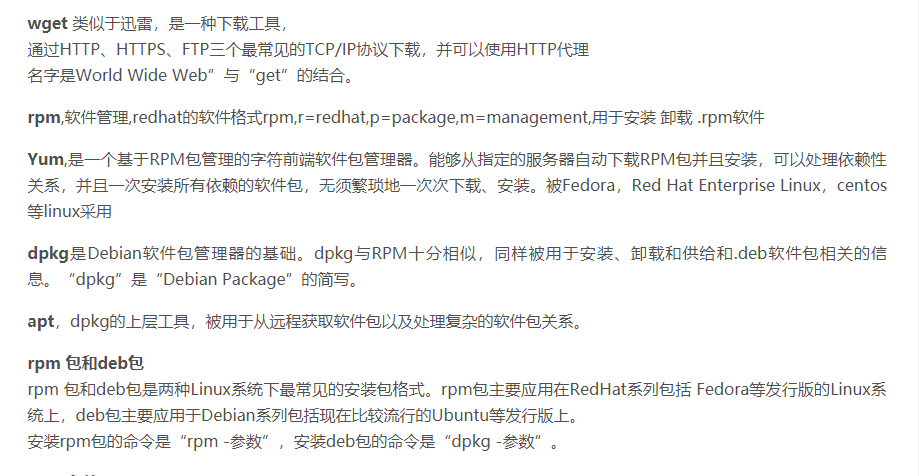 wget 类似于迅雷，是一种下载工具，
通过HTTP、HTTPS、FTP三个最常见的TCP/IP协议下载，并可以使用HTTP代理
名字是World Wide Web”与“get”的结合。
rpm,软件管理,redhat的软件格式rpm,r=redhat,p=package,m=management,用于安装 卸载 .rpm软件
Yum,是一个基于RPM包管理的字符前端软件包管理器。能够从指定的服务器自动下载RPM包并且安装，可以处理依赖性
关系，并且一次安装所有依赖的软件包，无须繁琐地一次次下载、安装。被Fedora，Red Hat Enterprise Linux，centos
等linux采用
dpkg是Debian软件包管理器的基础。dpkg与RPM十分相似，同样被用于安装、卸载和供给和.deb软件包相关的信
息。“dpkg”是“Debian Package”的简写。
apt，dpkg的上层工具，被用于从远程获取软件包以及处理复杂的软件包关系。
rpm 包和deb包
rpm 包和deb包是两种Linux系统下最常见的安装包格式。rpm包主要应用在RedHat系列包括 Fedora等发行版的Linux系
统上，deb包主要应用于Debian系列包括现在比较流行的Ubuntu等发行版上。
安装rpm包的命令是“rpm -参数”，安装deb包的命令是“dpkg -参数”。